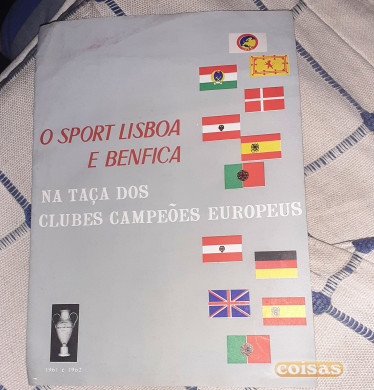 O SPORT LISBOA
E BENFICA
NA TAÇA DOS
CLUBES CAMPEÕES EUROPEUS
1961 e 1962
coisas